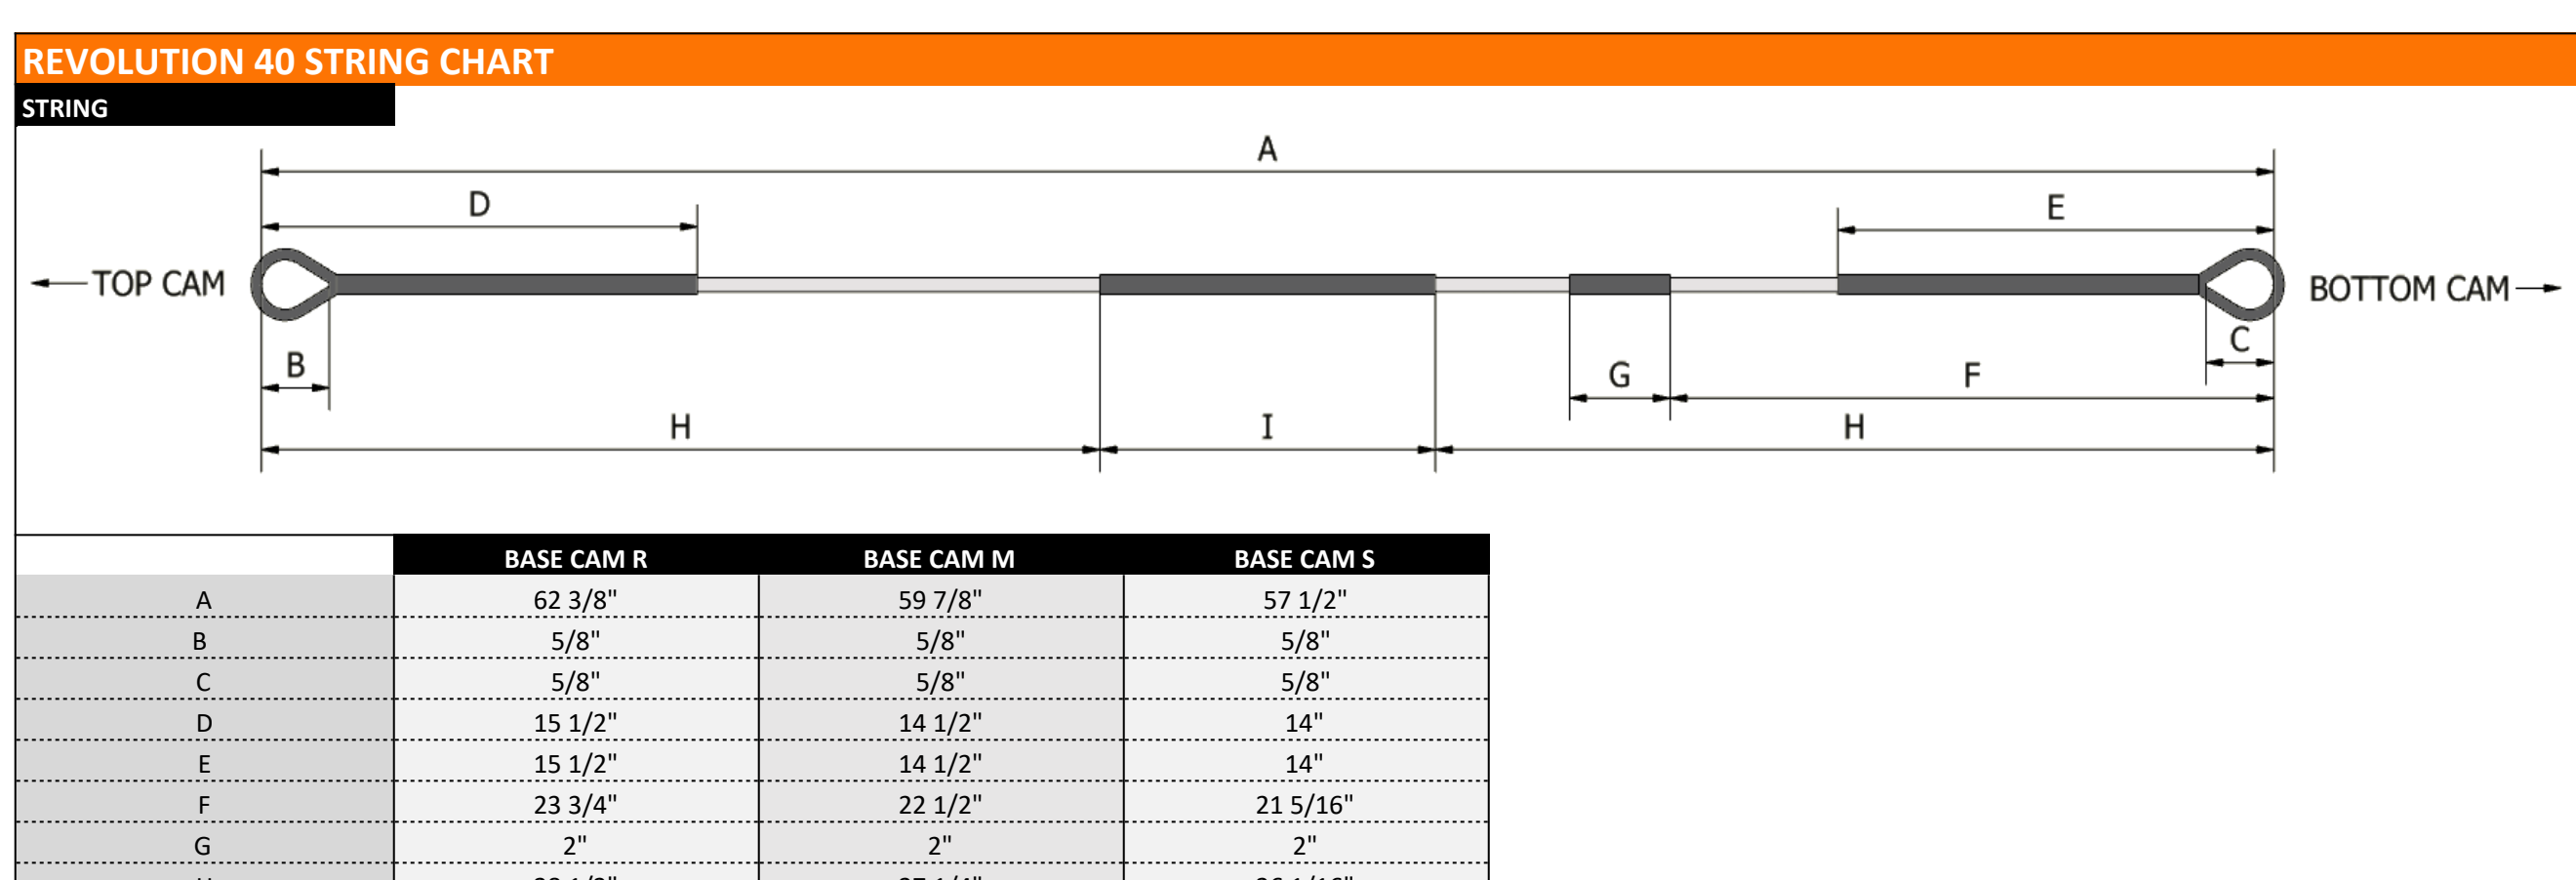 REVOLUTION 40 STRING CHART
STRING
A
D
E
TOP CAM
BOTTOM CAM
B
C
G
F
H
I
H
BASE CAM R BASE CAM M BASE CAM S
A 62 3/8" 59 7/8" 57 1/2"
B 5/8" 5/8" 5/8"
C 5/8" 5/8" 5/8"
D 15 1/2" 14 1/2" 14"
E 15 1/2" 14 1/2" 14"
F 23 3/4" 22 1/2" 21 5/16"
G 2" 2" 2"